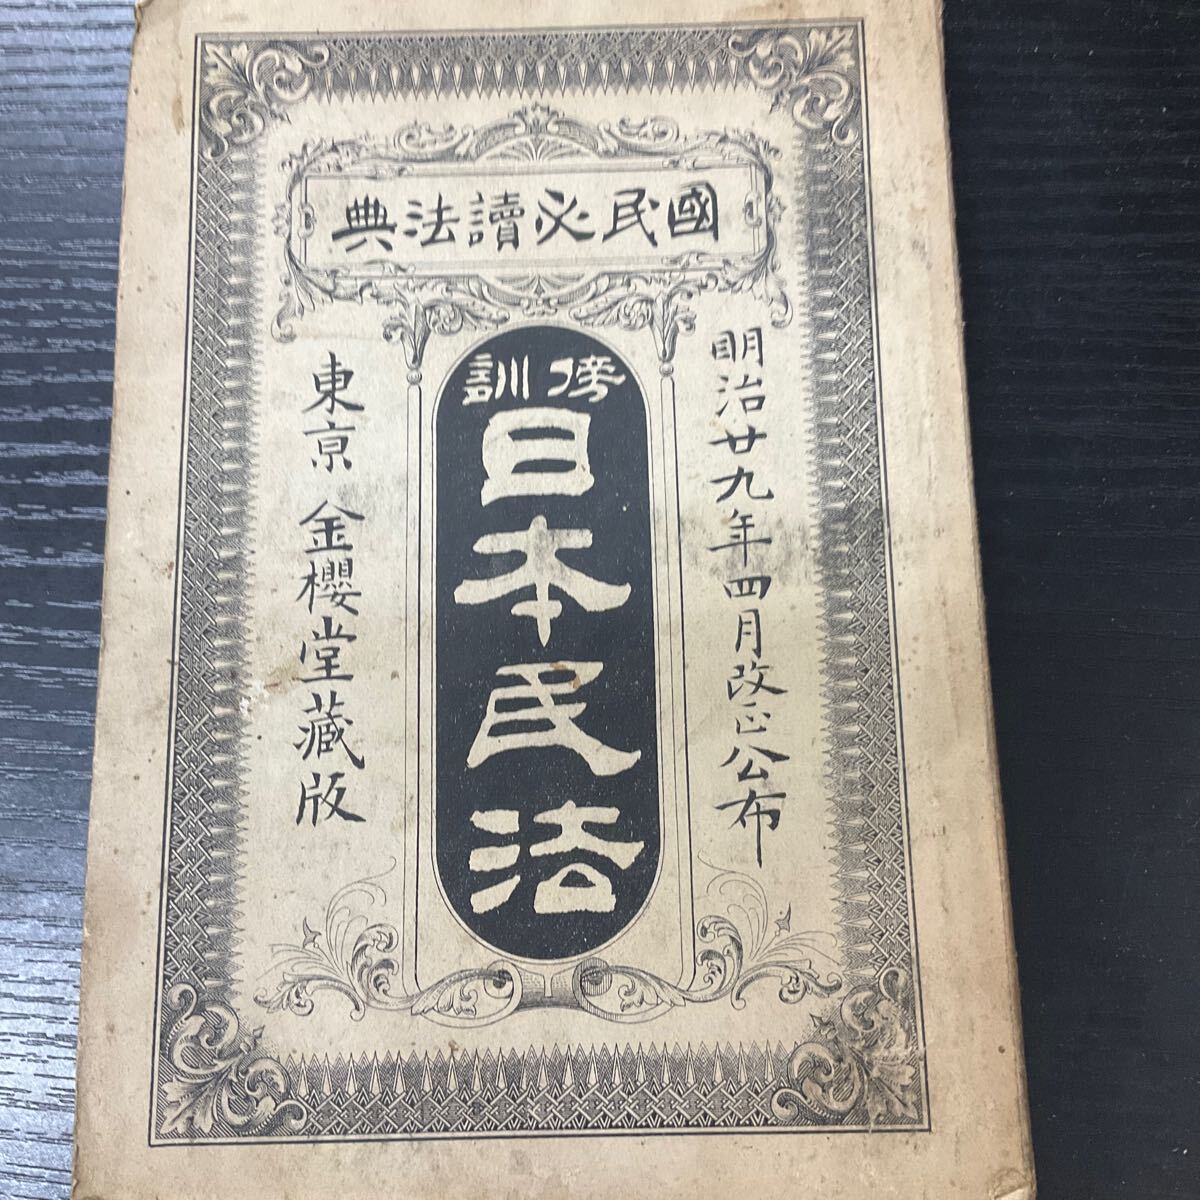 國民必讀法典
明治廿九年四月改正公布
傍訓
日本民法
東京 金櫻堂藏版